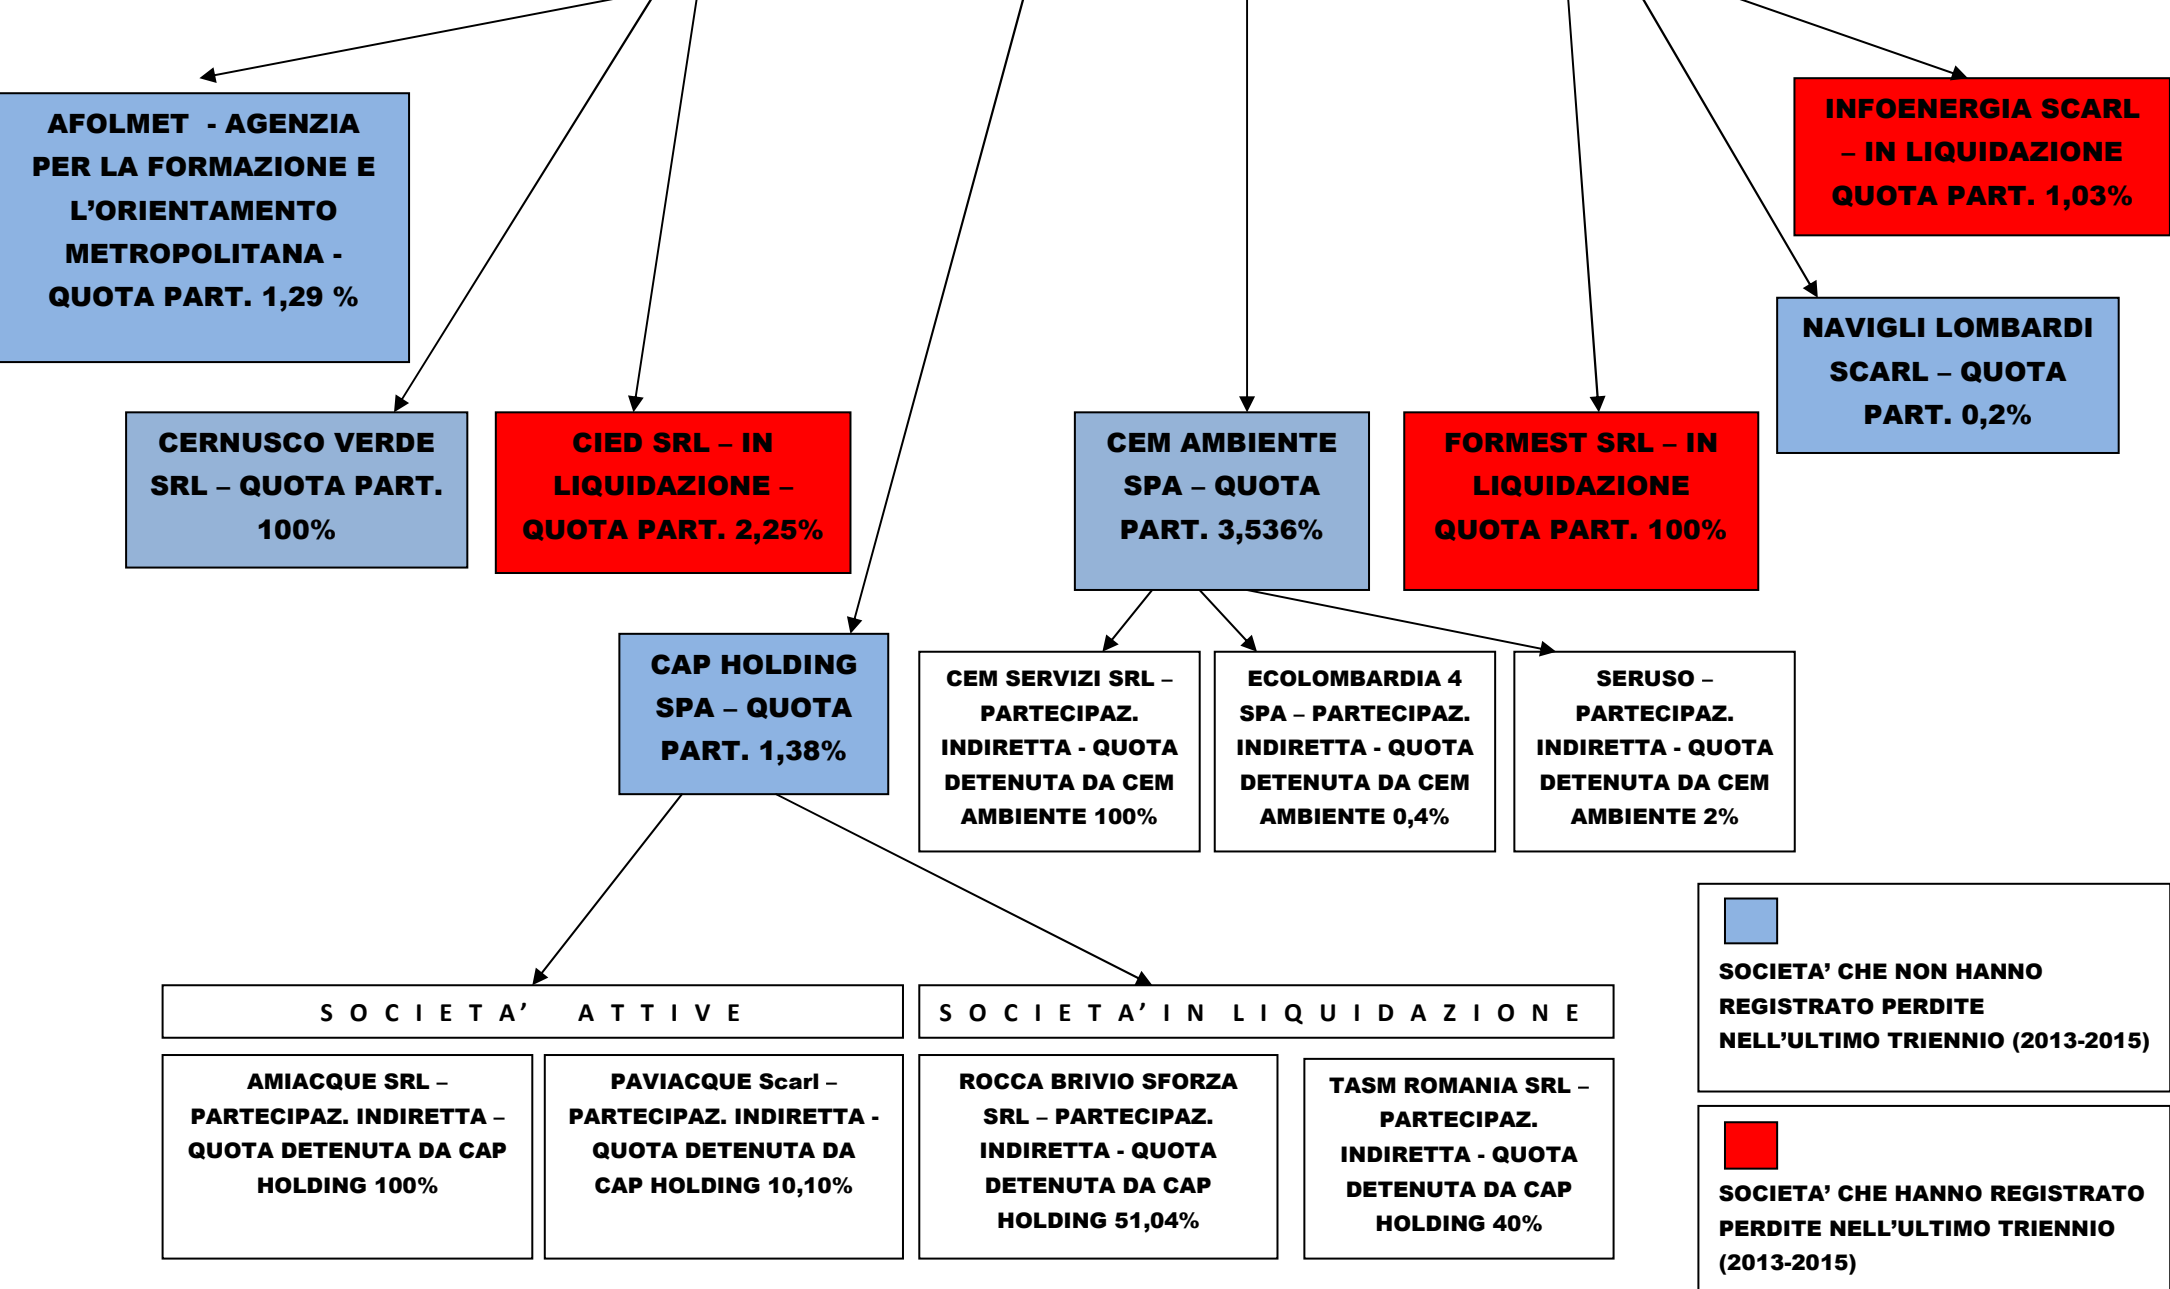 AFOLMET - AGENZIA
PER LA FORMAZIONE E
L’ORIENTAMENTO
METROPOLITANA -
QUOTA PART. 1,29 %
INFOENERGIA SCARL
– IN LIQUIDAZIONE
QUOTA PART. 1,03%
NAVIGLI LOMBARDI
SCARL – QUOTA
PART. 0,2%
CERNUSCO VERDE
SRL – QUOTA PART.
100%
CIED SRL – IN
LIQUIDAZIONE –
QUOTA PART. 2,25%
CEM AMBIENTE
SPA – QUOTA
PART. 3,536%
FORMEST SRL – IN
LIQUIDAZIONE
QUOTA PART. 100%
CAP HOLDING
SPA – QUOTA
PART. 1,38%
CEM SERVIZI SRL –
PARTECIPAZ.
INDIRETTA - QUOTA
DETENUTA DA CEM
AMBIENTE 100%
ECOLOMBARDIA 4
SPA – PARTECIPAZ.
INDIRETTA - QUOTA
DETENUTA DA CEM
AMBIENTE 0,4%
SERUSO –
PARTECIPAZ.
INDIRETTA - QUOTA
DETENUTA DA CEM
AMBIENTE 2%
SOCIETA’ ATTIVE
SOCIETA’ IN LIQUIDAZIONE
AMIACQUE SRL –
PARTECIPAZ. INDIRETTA –
QUOTA DETENUTA DA CAP
HOLDING 100%
PAVIACQUE Scarl –
PARTECIPAZ. INDIRETTA -
QUOTA DETENUTA DA
CAP HOLDING 10,10%
ROCCA BRIVIO SFORZA
SRL – PARTECIPAZ.
INDIRETTA - QUOTA
DETENUTA DA CAP
HOLDING 51,04%
TASM ROMANIA SRL –
PARTECIPAZ.
INDIRETTA - QUOTA
DETENUTA DA CAP
HOLDING 40%
SOCIETA’ CHE NON HANNO
REGISTRATO PERDITE
NELL’ULTIMO TRIENNIO (2013-2015)
SOCIETA’ CHE HANNO REGISTRATO
PERDITE NELL’ULTIMO TRIENNIO
(2013-2015)